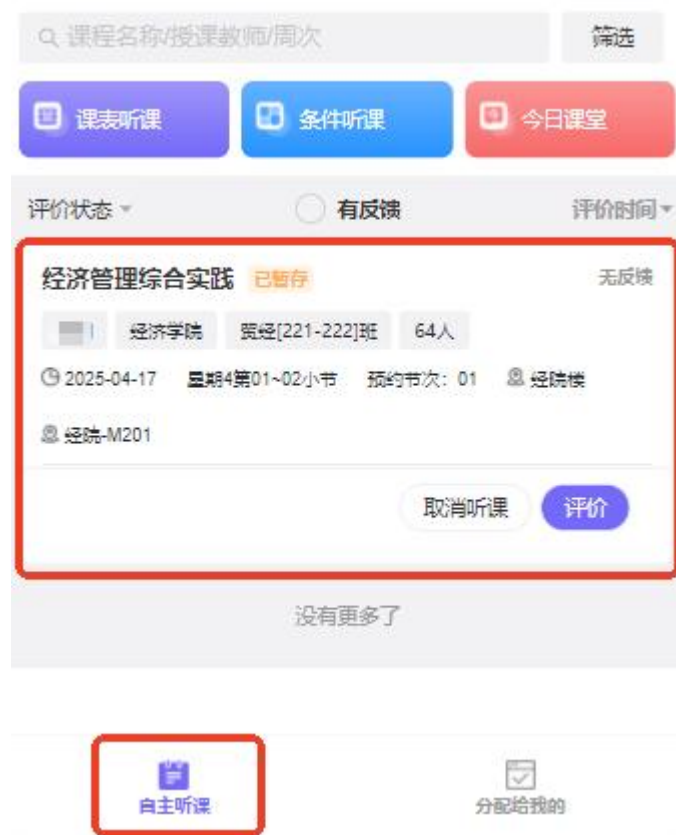 课程名称/授课教师/周次 筛选
课表听课 条件听课 今日课堂
评价状态 有反馈 评价时间
经济管理综合实践 已暂存 无反馈
经济学院 贸经[221-222]班 64人
2025-04-17 星期4第01~02小节 预约节次：01 经院楼
经院-M201
取消听课 评价
没有更多了
自主听课 分配给我的